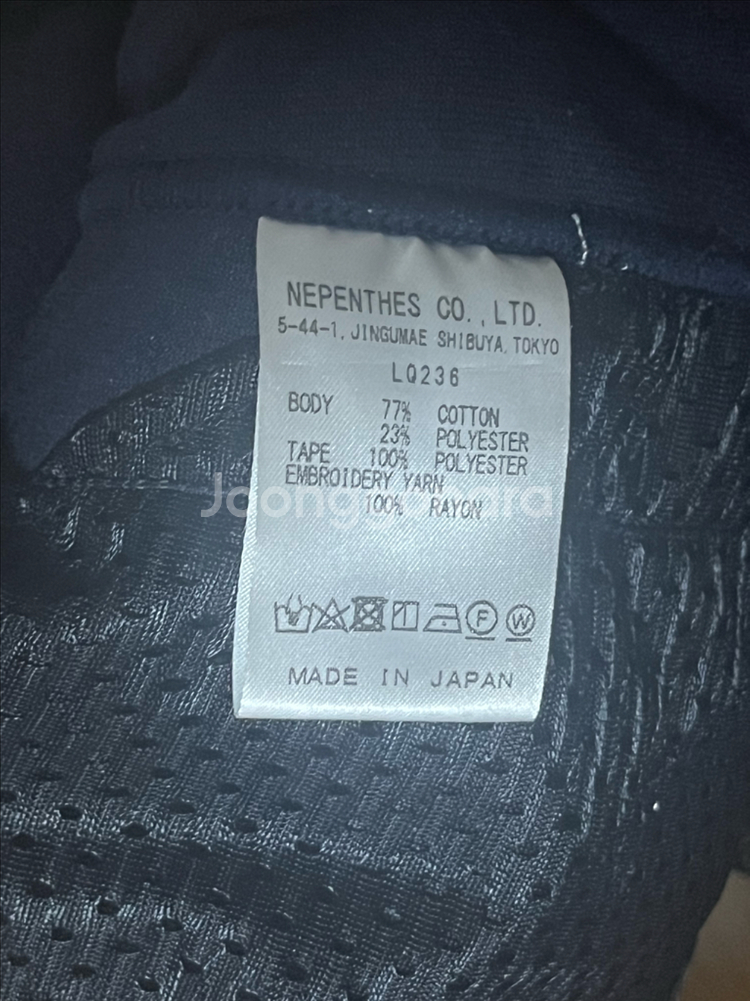 NEPENTHES CO., LTD.
5-44-1, JINGUMAE SHIBUYA, TOKYO
LQ236
BODY 77% COTTON
23% POLYESTER
TAPE 100% POLYESTER
EMBROIDERY YARN
100% RAYON
Joonggonara
F W
MADE IN JAPAN